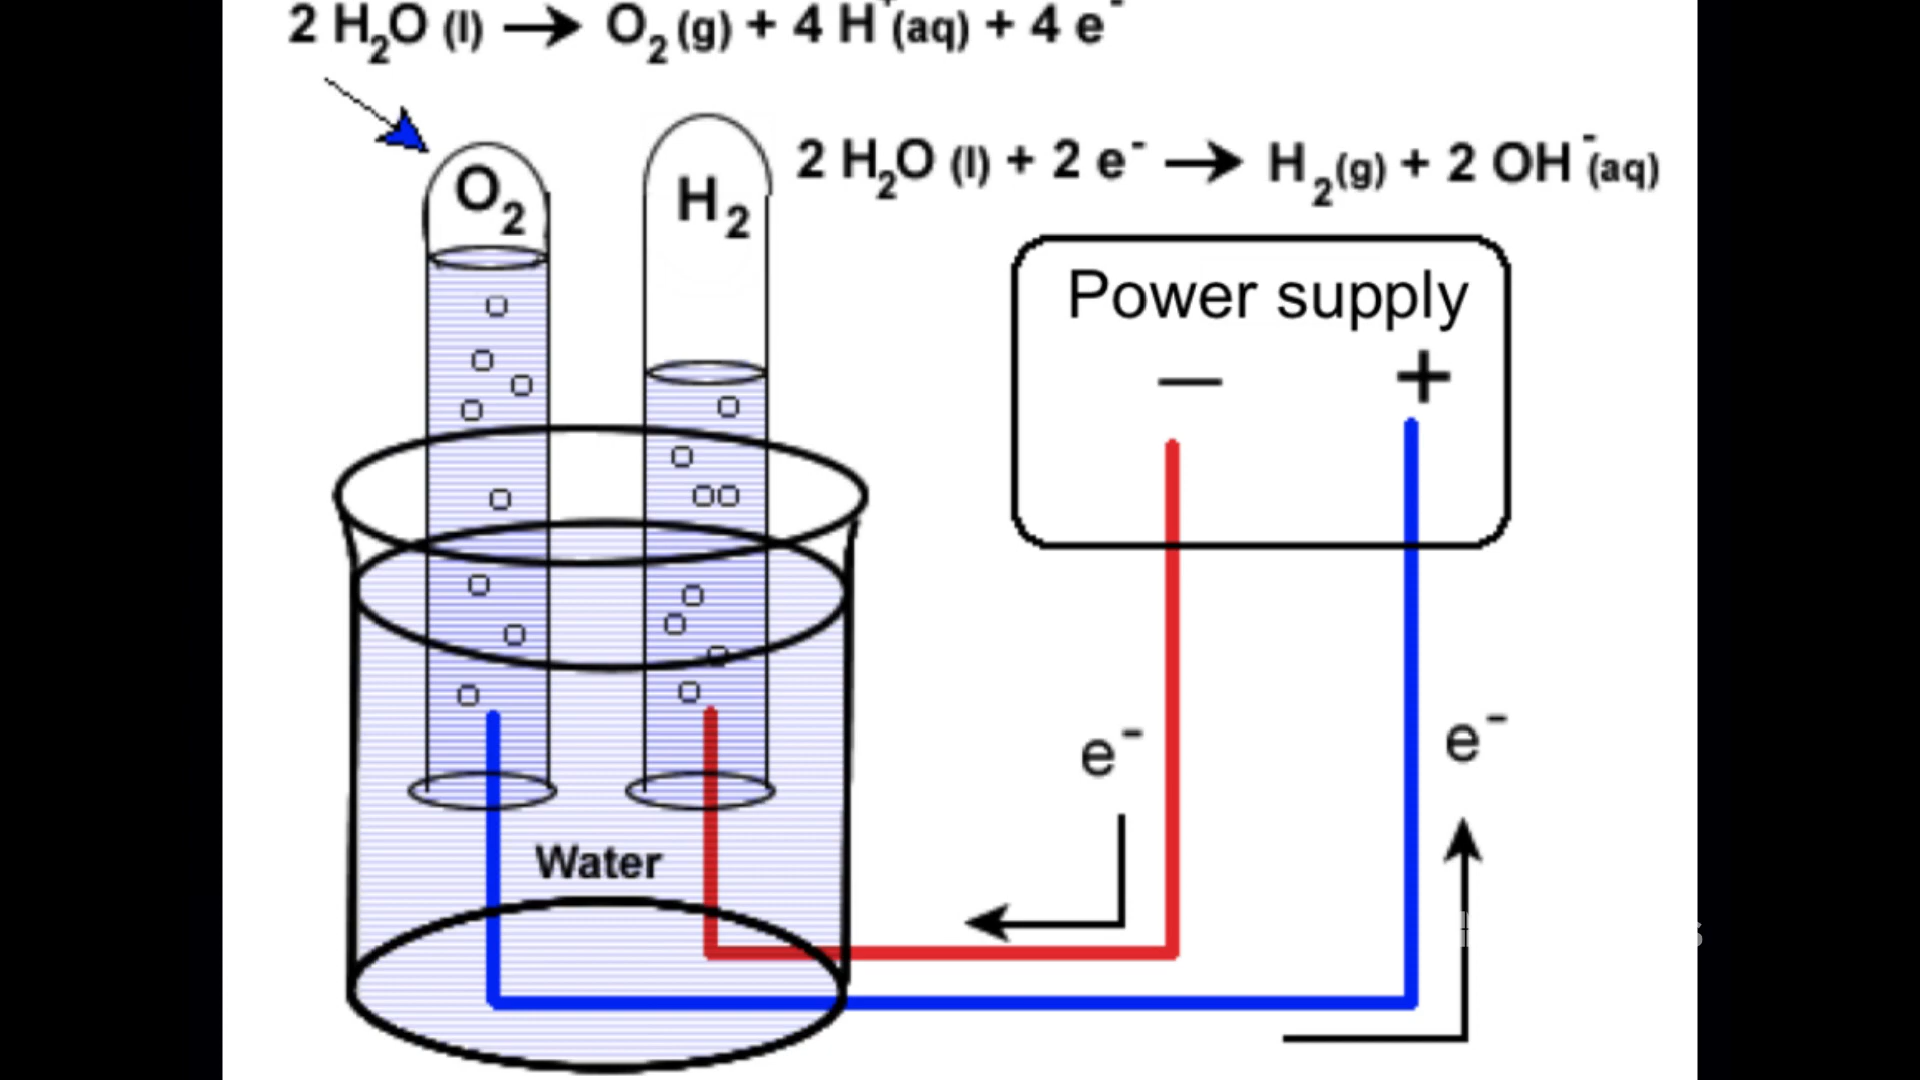 2 H₂O (l) → O₂ (g) + 4 H⁺ (aq) + 4 e⁻
O₂
H₂
2 H₂O (l) + 2 e⁻ → H₂ (g) + 2 OH⁻ (aq)
Power supply
− +
e⁻
e⁻
Water